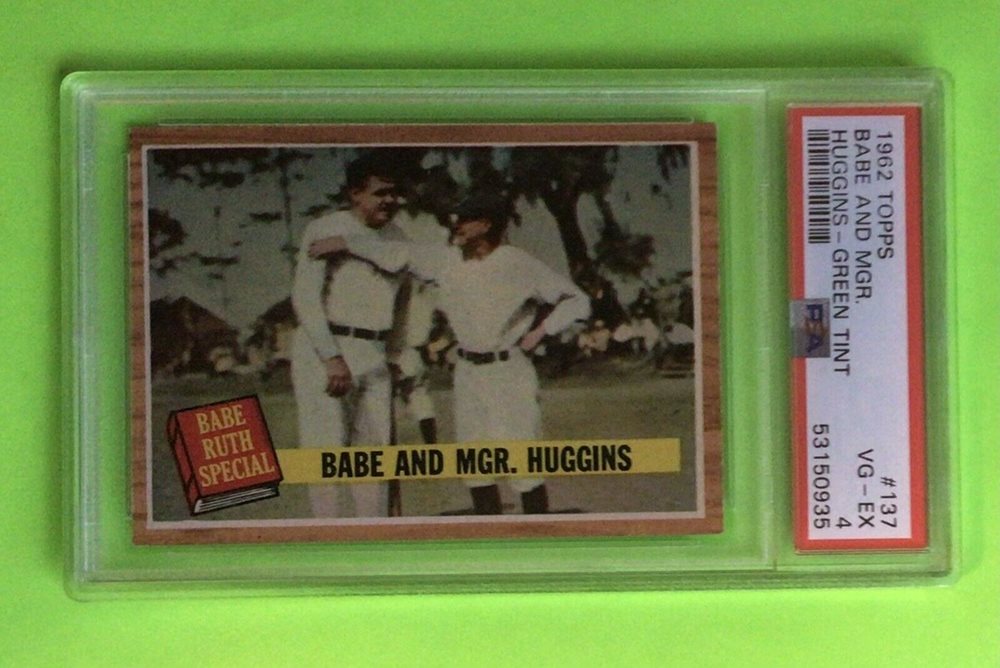 BABE
RUTH
SPECIAL
BABE AND MGR. HUGGINS
1962 TOPPS #137
BABE AND MGR. VG-EX
HUGGINS-GREEN TINT 4
PSA 53150935